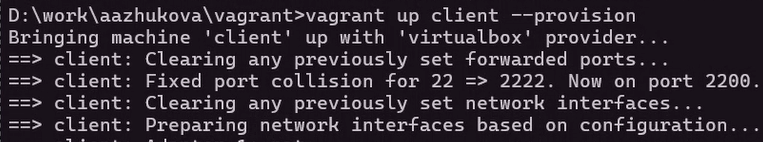 D:\work\aazhukova\vagrant>vagrant up client --provision
Bringing machine 'client' up with 'virtualbox' provider...
==> client: Clearing any previously set forwarded ports...
==> client: Fixed port collision for 22 => 2222. Now on port 2200.
==> client: Clearing any previously set network interfaces...
==> client: Preparing network interfaces based on configuration...